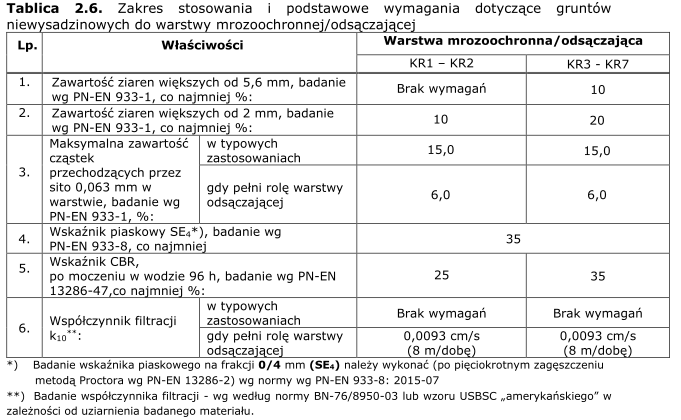 Tablica 2.6. Zakres stosowania i podstawowe wymagania dotyczące gruntów
niewysadzinowych do warstwy mrozoochronnej/odsączającej
Lp.
Właściwości
Warstwa mrozoochronna/odsączająca
KR1 – KR2
KR3 - KR7
1.
Zawartość ziaren większych od 5,6 mm, badanie
wg PN-EN 933-1, co najmniej %:
Brak wymagań
10
2.
Zawartość ziaren większych od 2 mm, badanie
wg PN-EN 933-1, co najmniej %:
10
20
3.
Maksymalna zawartość
cząstek
przechodzących przez
sito 0,063 mm w
warstwie, badanie wg
PN-EN 933-1, %:
w typowych
zastosowaniach
15,0
15,0
gdy pełni rolę warstwy
odsączającej
6,0
6,0
4.
Wskaźnik piaskowy SE₄*), badanie wg
PN-EN 933-8, co najmniej
35
5.
Wskaźnik CBR,
po moczeniu w wodzie 96 h, badanie wg PN-EN
13286-47,co najmniej %:
25
35
6.
Współczynnik filtracji
k₁₀**:
w typowych
zastosowaniach
Brak wymagań
Brak wymagań
gdy pełni rolę warstwy
odsączającej
0,0093 cm/s
(8 m/dobę)
0,0093 cm/s
(8 m/dobę)
*) Badanie wskaźnika piaskowego na frakcji 0/4 mm (SE₄) należy wykonać (po pięciokrotnym zagęszczeniu
metodą Proctora wg PN-EN 13286-2) wg normy wg PN-EN 933-8: 2015-07
**) Badanie współczynnika filtracji - wg według normy BN-76/8950-03 lub wzoru USBSC „amerykańskiego” w
zależności od uziarnienia badanego materiału.